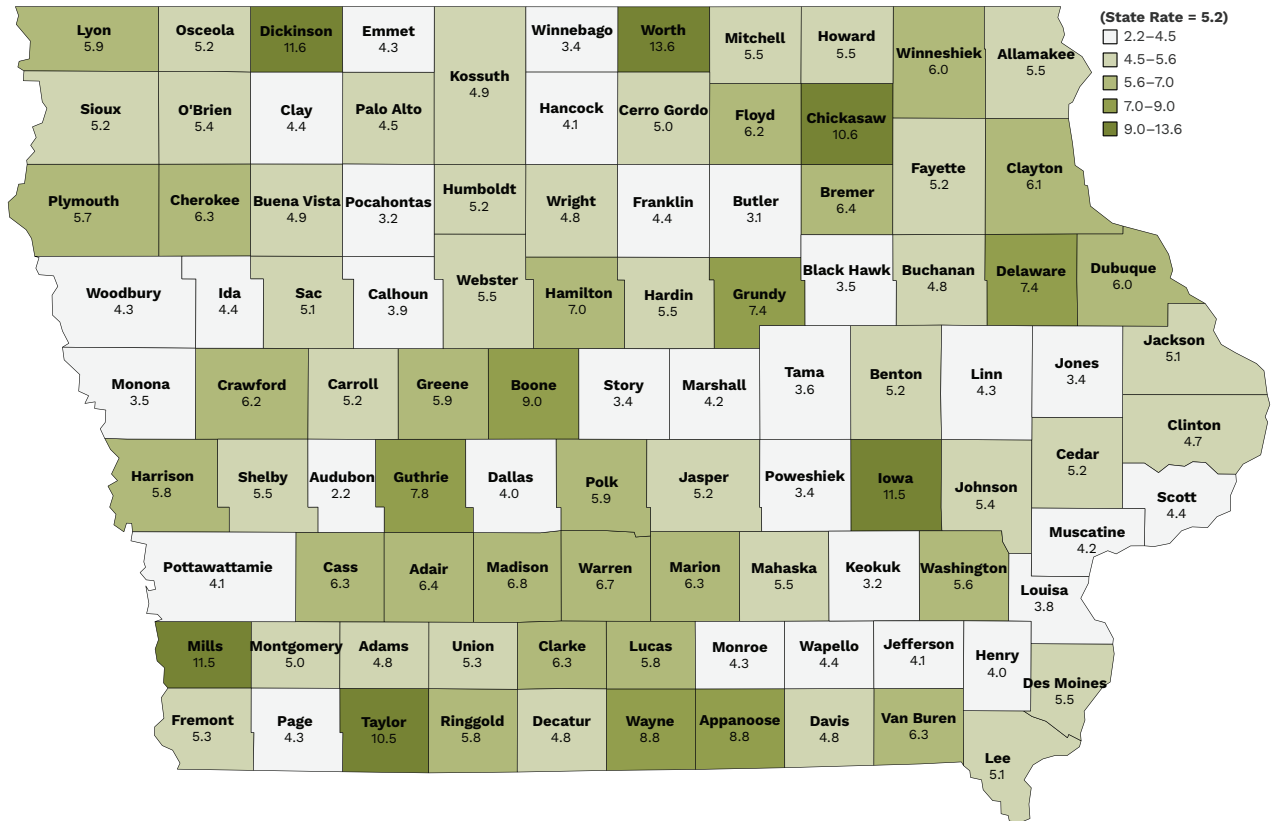 (State Rate = 5.2)
2.2–4.5
4.5–5.6
5.6–7.0
7.0–9.0
9.0–13.6
Lyon
5.9
Osceola
5.2
Dickinson
11.6
Emmet
4.3
Kossuth
4.9
Winnebago
3.4
Worth
13.6
Mitchell
5.5
Howard
5.5
Winneshiek
6.0
Allamakee
5.5
Sioux
5.2
O'Brien
5.4
Clay
4.4
Palo Alto
4.5
Hancock
4.1
Cerro Gordo
5.0
Floyd
6.2
Chickasaw
10.6
Fayette
5.2
Clayton
6.1
Plymouth
5.7
Cherokee
6.3
Buena Vista
4.9
Pocahontas
3.2
Humboldt
5.2
Wright
4.8
Franklin
4.4
Butler
3.1
Bremer
6.4
Woodbury
4.3
Ida
4.4
Sac
5.1
Calhoun
3.9
Webster
5.5
Hamilton
7.0
Hardin
5.5
Grundy
7.4
Black Hawk
3.5
Buchanan
4.8
Delaware
7.4
Dubuque
6.0
Jackson
5.1
Monona
3.5
Crawford
6.2
Carroll
5.2
Greene
5.9
Boone
9.0
Story
3.4
Marshall
4.2
Tama
3.6
Benton
5.2
Linn
4.3
Jones
3.4
Clinton
4.7
Harrison
5.8
Shelby
5.5
Audubon
2.2
Guthrie
7.8
Dallas
4.0
Polk
5.9
Jasper
5.2
Poweshiek
3.4
Iowa
11.5
Johnson
5.4
Cedar
5.2
Scott
4.4
Muscatine
4.2
Pottawattamie
4.1
Cass
6.3
Adair
6.4
Madison
6.8
Warren
6.7
Marion
6.3
Mahaska
5.5
Keokuk
3.2
Washington
5.6
Louisa
3.8
Mills
11.5
Montgomery
5.0
Adams
4.8
Union
5.3
Clarke
6.3
Lucas
5.8
Monroe
4.3
Wapello
4.4
Jefferson
4.1
Henry
4.0
Des Moines
5.5
Fremont
5.3
Page
4.3
Taylor
10.5
Ringgold
5.8
Decatur
4.8
Wayne
8.8
Appanoose
8.8
Davis
4.8
Van Buren
6.3
Lee
5.1